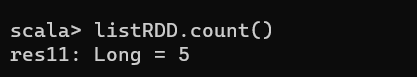 scala> listRDD.count()
res11: Long = 5